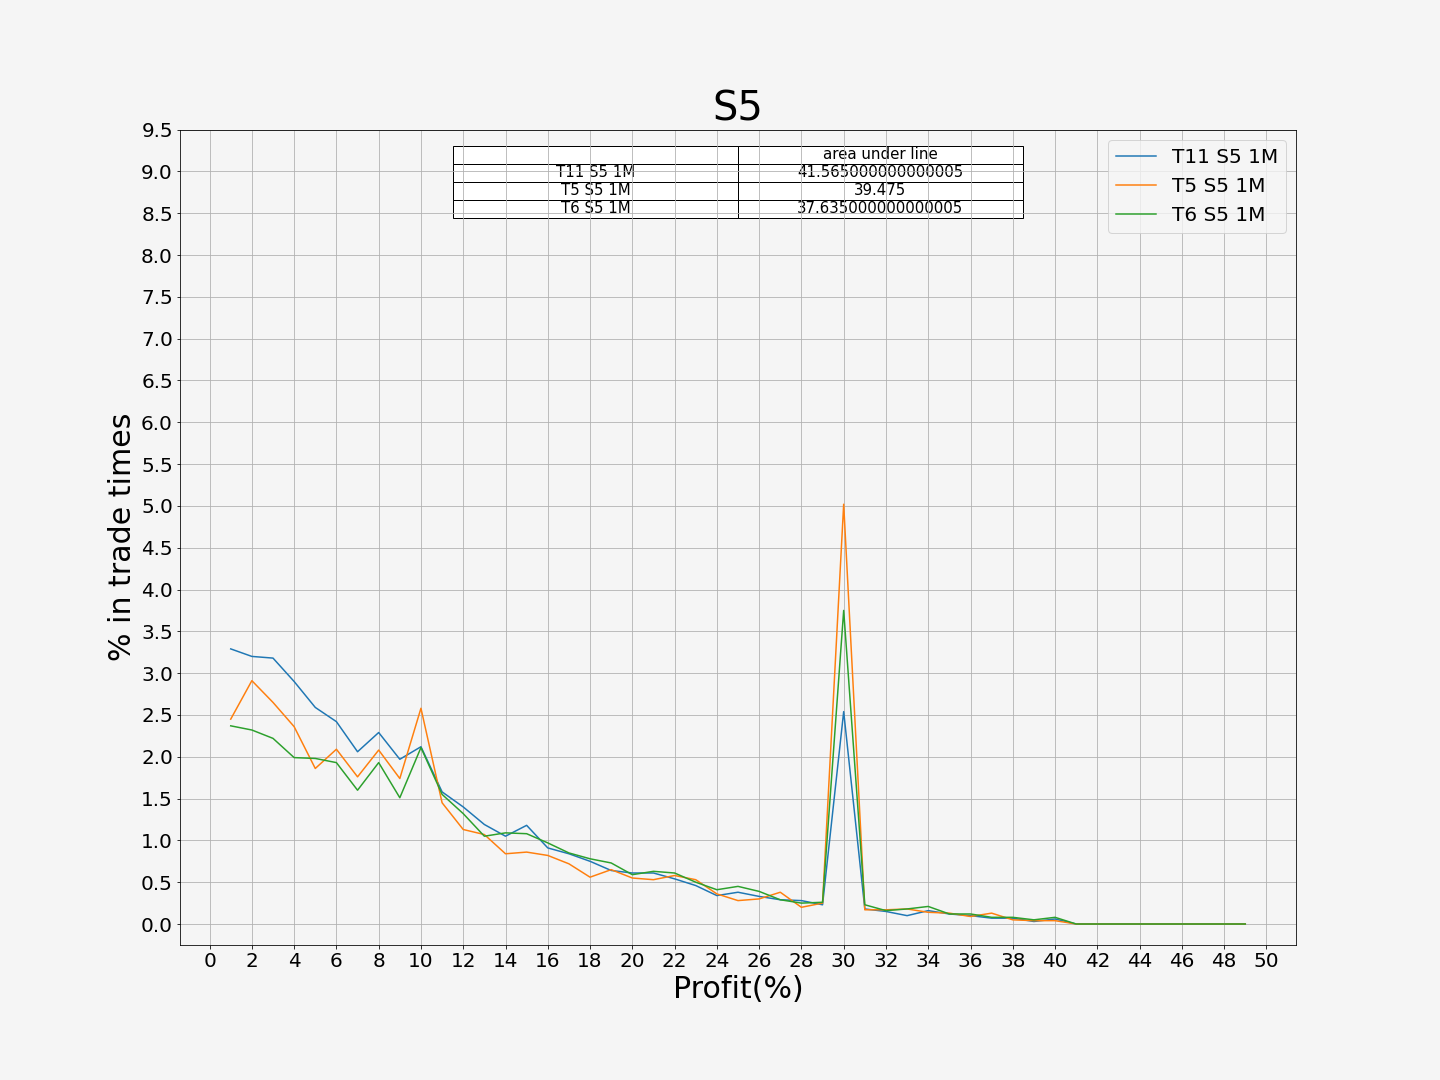 S5
area under line
T11 S5 1M 41.565000000000005
T5 S5 1M 39.475
T6 S5 1M 37.635000000000005
T11 S5 1M
T5 S5 1M
T6 S5 1M
9.5
9.0
8.5
8.0
7.5
7.0
6.5
6.0
5.5
5.0
4.5
4.0
3.5
3.0
2.5
2.0
1.5
1.0
0.5
0.0
% in trade times
0 2 4 6 8 10 12 14 16 18 20 22 24 26 28 30 32 34 36 38 40 42 44 46 48 50
Profit(%)